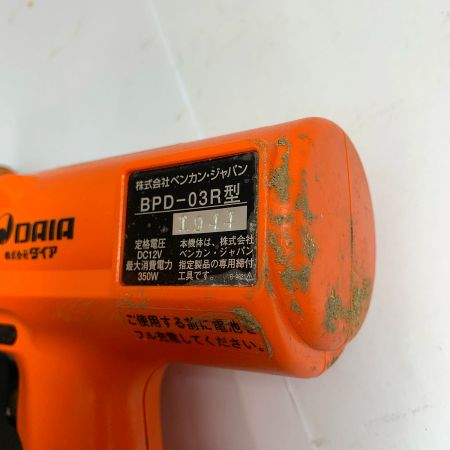 DAIA
株式会社ダイア
株式会社ベンカン・ジャパン
BPD-03R型
1944
定格電圧
DC12V
最大消費電力
350W
本機体は、株式会社
ベンカン・ジャパン
指定製品の専用締付
工具です。
ご使用する前に電池を
フル充電してください。